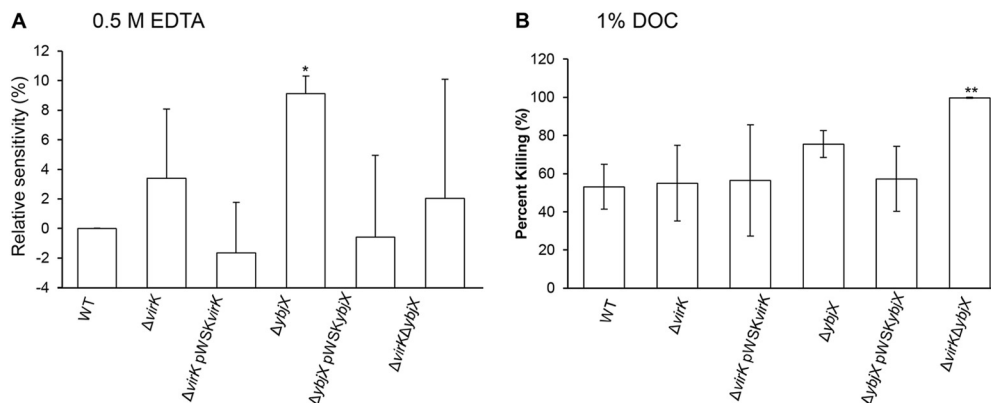 A 0.5 M EDTA
Relative sensitivity (%)
12
10
8
6
4
2
0
-2
-4
*
WT
ΔvirK
ΔvirK pWSKvirK
ΔybjX
ΔybjX pWSKybjX
ΔvirKΔybjX
B 1% DOC
Percent Killing (%)
120
100
80
60
40
20
0
**
WT
ΔvirK
ΔvirK pWSKvirK
ΔybjX
ΔybjX pWSKybjX
ΔvirKΔybjX